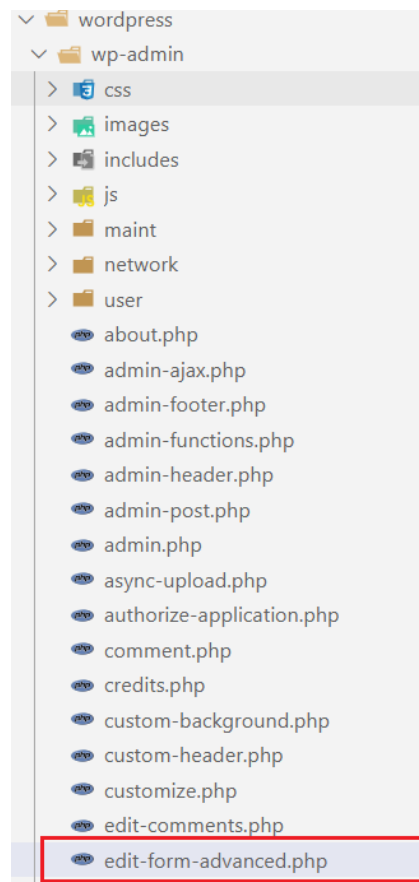 wordpress
wp-admin
css
images
includes
js
maint
network
user
about.php
admin-ajax.php
admin-footer.php
admin-functions.php
admin-header.php
admin-post.php
admin.php
async-upload.php
authorize-application.php
comment.php
credits.php
custom-background.php
custom-header.php
customize.php
edit-comments.php
edit-form-advanced.php